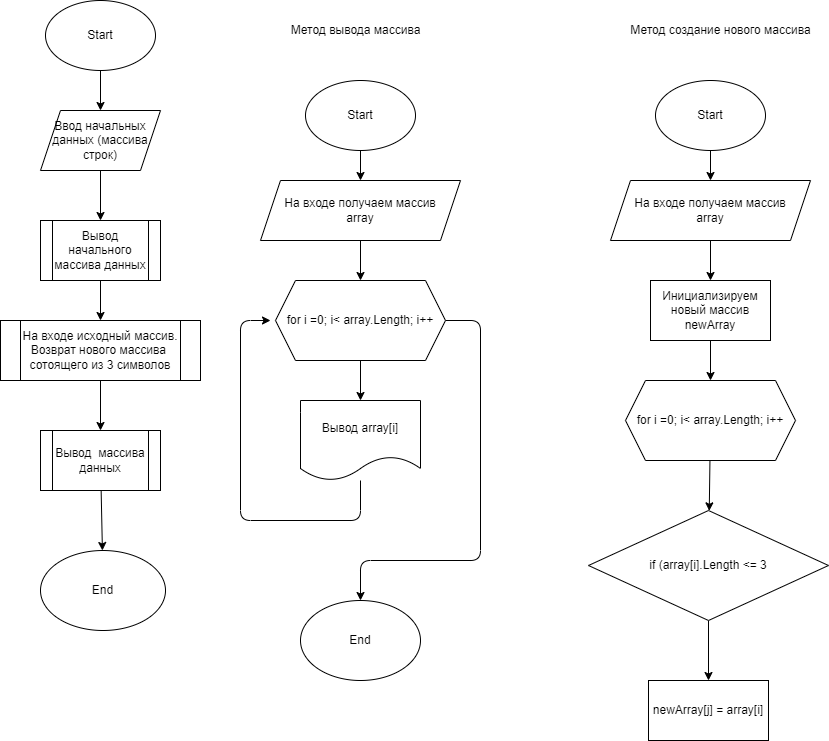 Start
Ввод начальных
данных (массива
строк)
Вывод
начального
массива данных
На входе исходный массив.
Возврат нового массива
сотоящего из 3 символов
Вывод массива
данных
End
Метод вывода массива
Start
На входе получаем массив
array
for i =0; i< array.Length; i++
Вывод array[i]
End
Метод создание нового массива
Start
На входе получаем массив
array
Инициализируем
новый массив
newArray
for i =0; i< array.Length; i++
if (array[i].Length <= 3
newArray[j] = array[i]